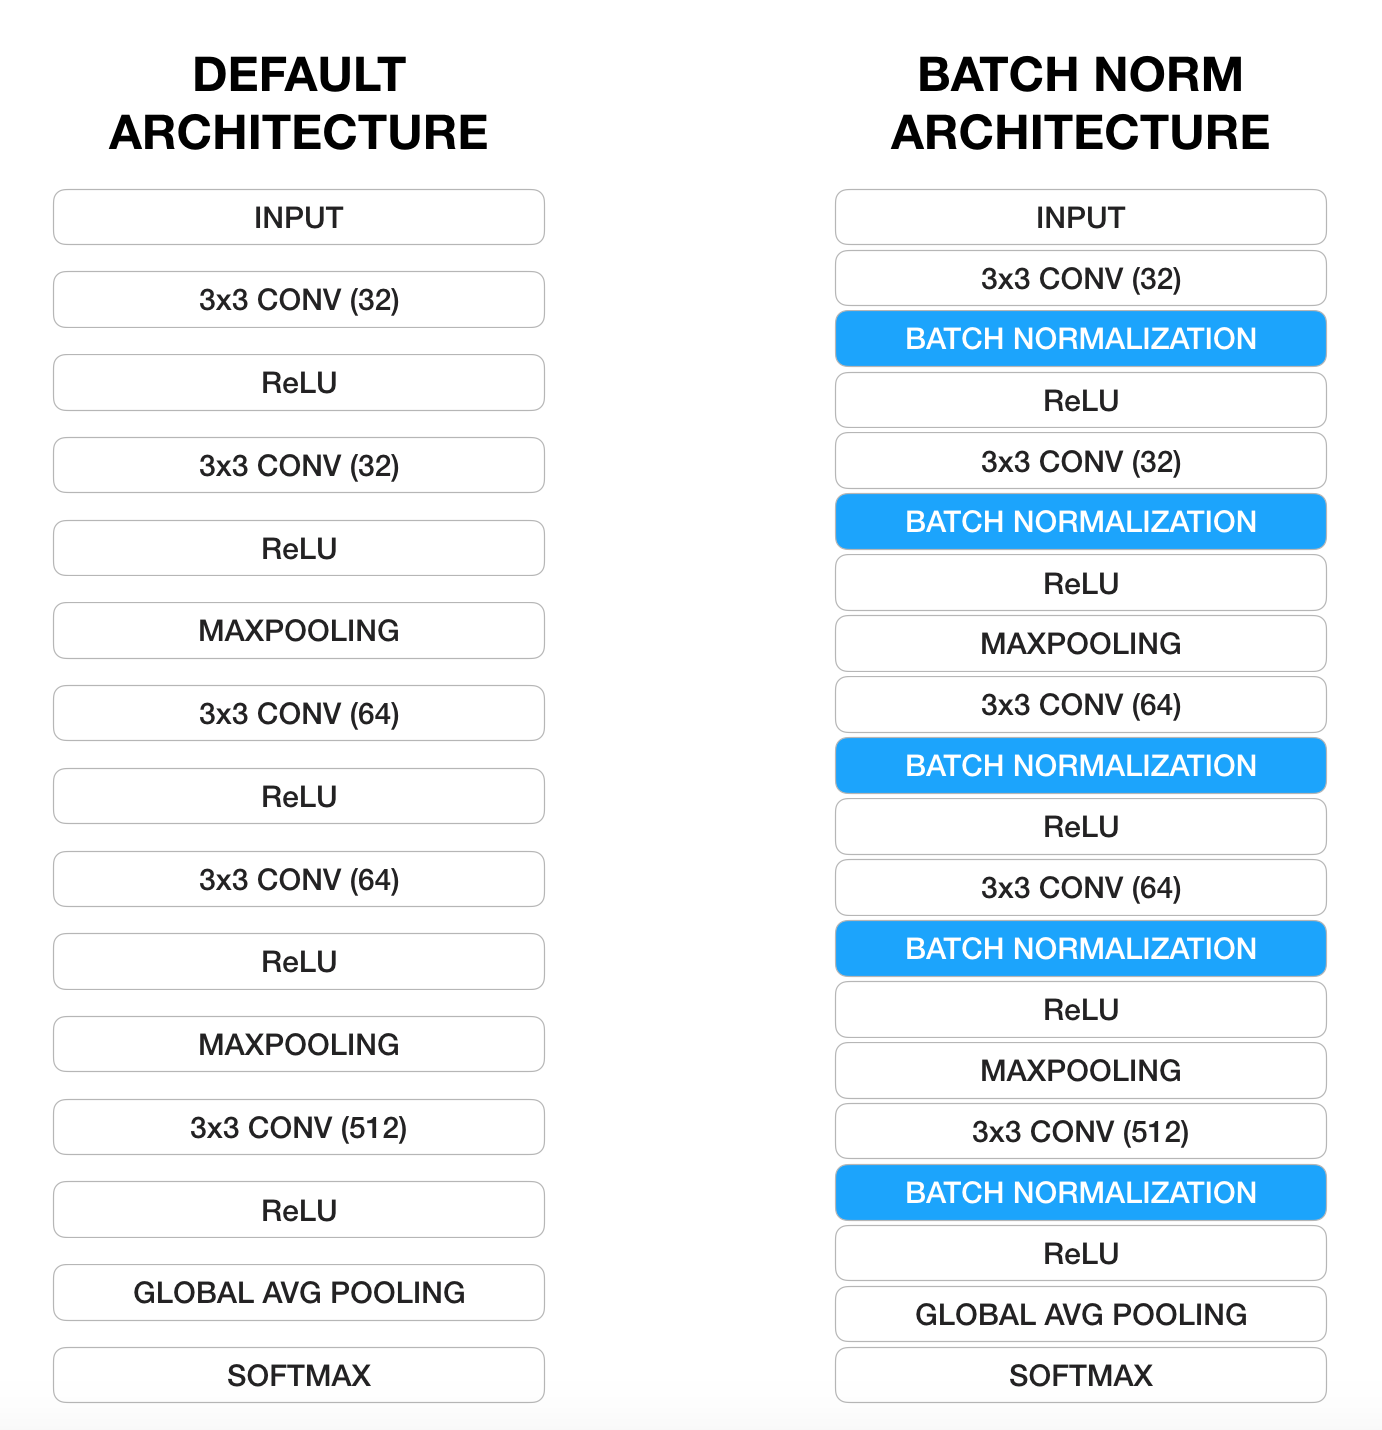 DEFAULT
ARCHITECTURE
INPUT
3x3 CONV (32)
ReLU
3x3 CONV (32)
ReLU
MAXPOOLING
3x3 CONV (64)
ReLU
3x3 CONV (64)
ReLU
MAXPOOLING
3x3 CONV (512)
ReLU
GLOBAL AVG POOLING
SOFTMAX
BATCH NORM
ARCHITECTURE
INPUT
3x3 CONV (32)
BATCH NORMALIZATION
ReLU
3x3 CONV (32)
BATCH NORMALIZATION
ReLU
MAXPOOLING
3x3 CONV (64)
BATCH NORMALIZATION
ReLU
3x3 CONV (64)
BATCH NORMALIZATION
ReLU
MAXPOOLING
3x3 CONV (512)
BATCH NORMALIZATION
ReLU
GLOBAL AVG POOLING
SOFTMAX